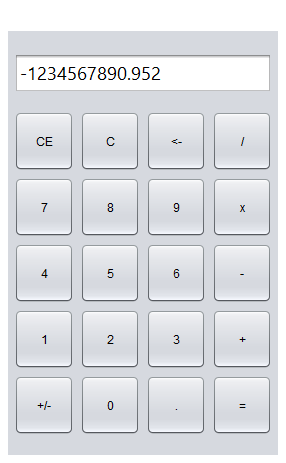 -1234567890.952
CE C <- /
7 8 9 x
4 5 6 -
1 2 3 +
+/- 0 . =